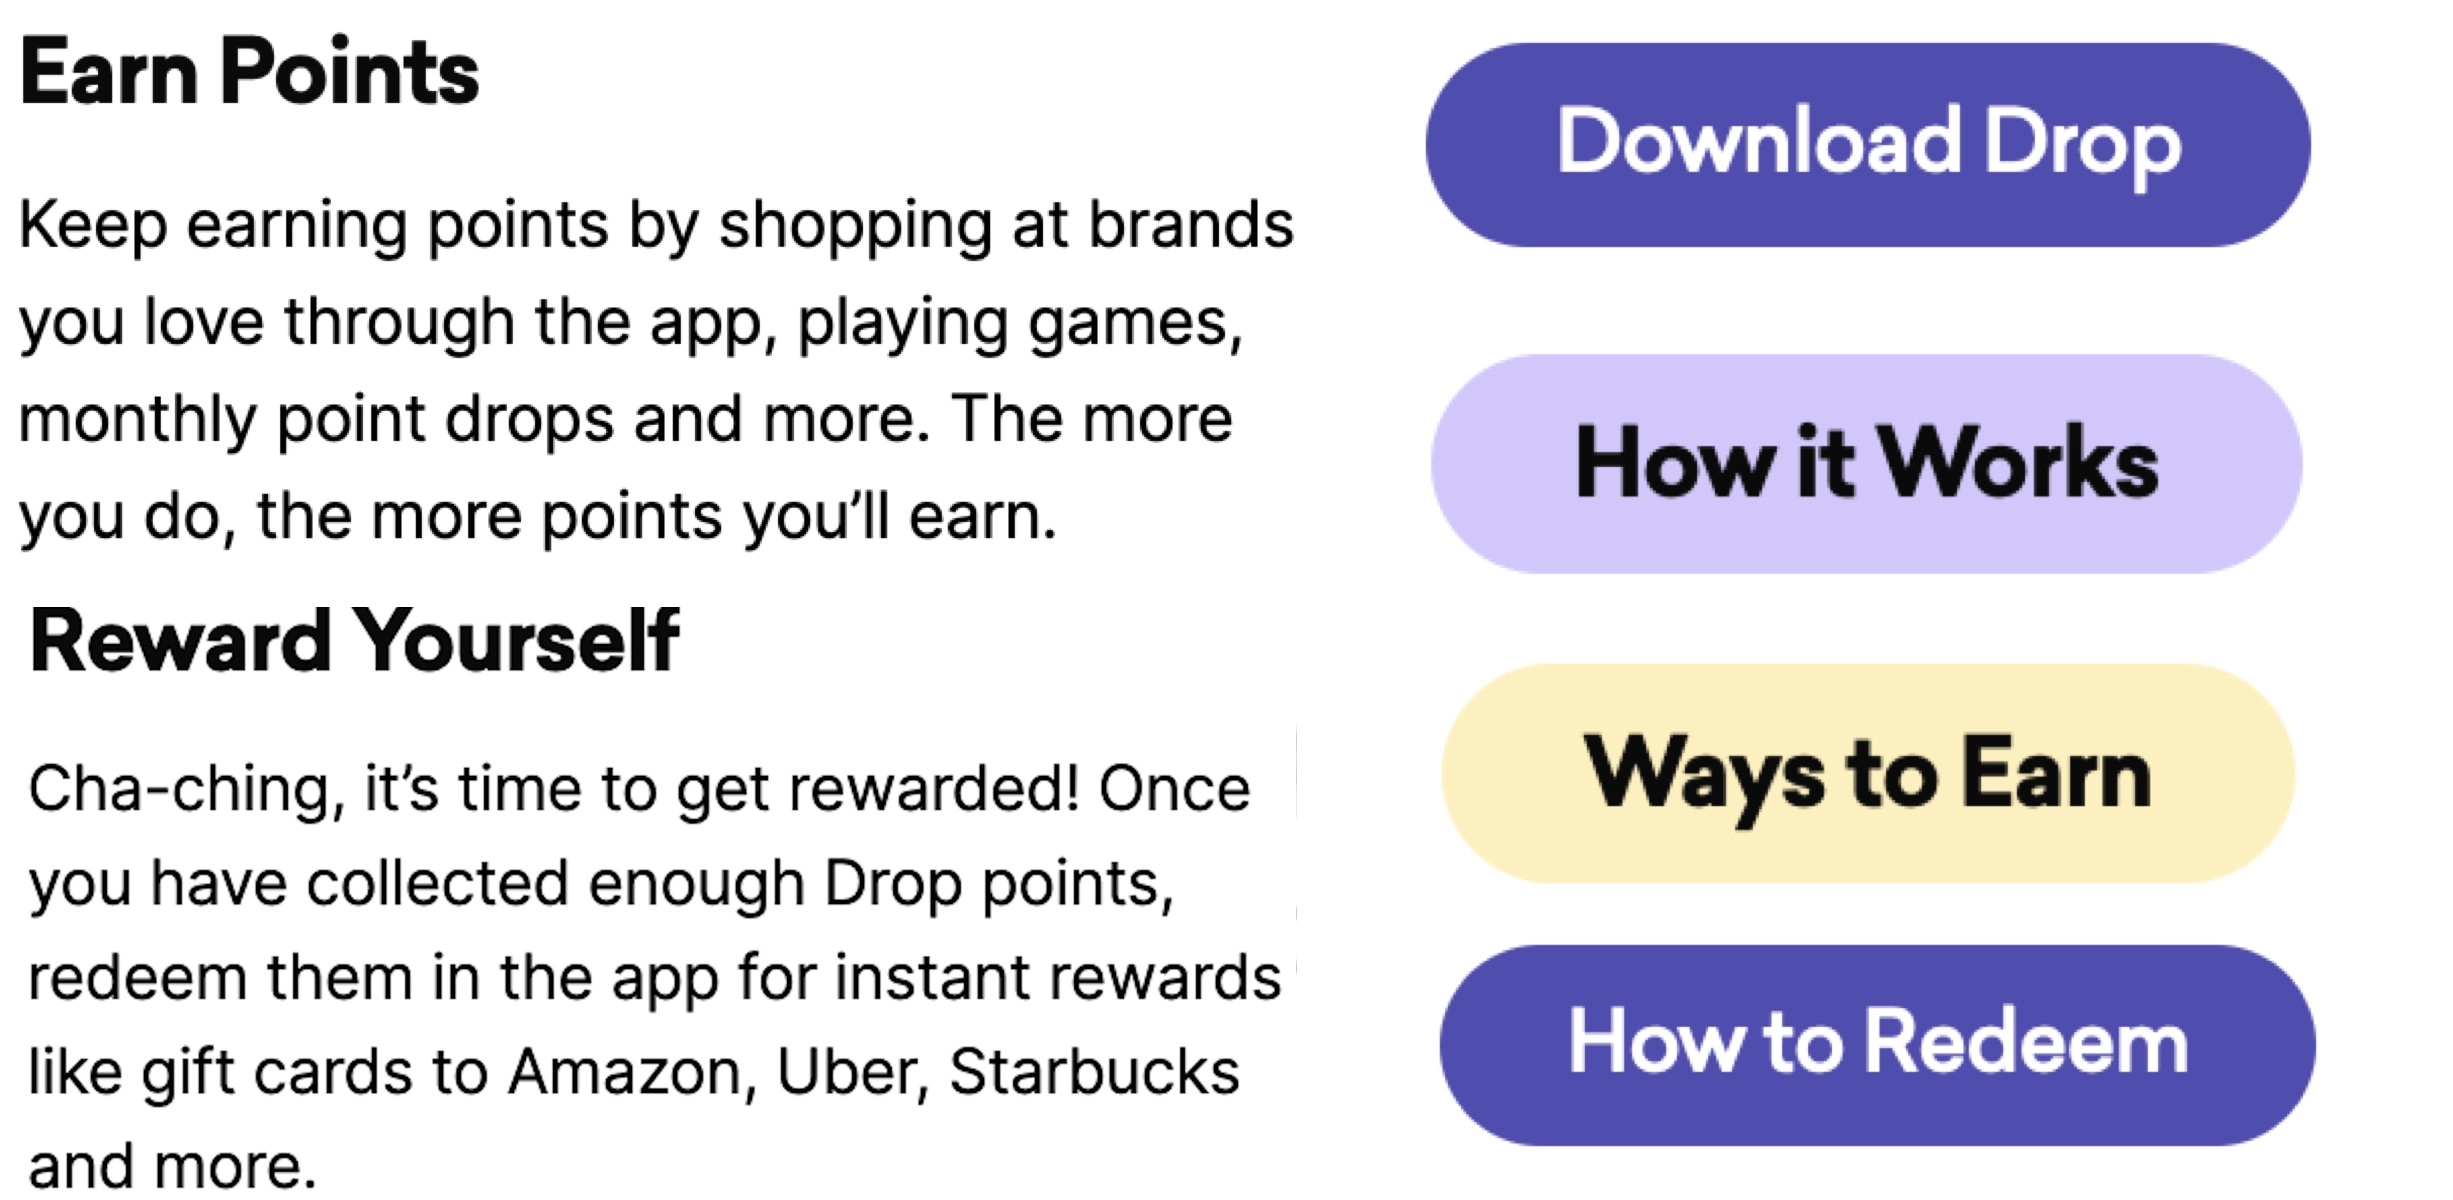 Earn Points
Keep earning points by shopping at brands
you love through the app, playing games,
monthly point drops and more. The more
you do, the more points you’ll earn.
Reward Yourself
Cha-ching, it’s time to get rewarded! Once
you have collected enough Drop points,
redeem them in the app for instant rewards
like gift cards to Amazon, Uber, Starbucks
and more.
Download Drop
How it Works
Ways to Earn
How to Redeem